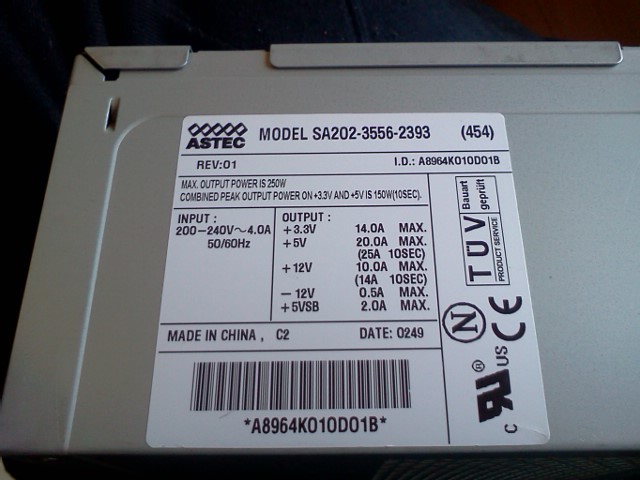 ASTEC MODEL SA202-3556-2393 (454)
REV:01 I.D.: A8964K010D01B
MAX. OUTPUT POWER IS 250W
COMBINED PEAK OUTPUT POWER ON +3.3V AND +5V IS 150W(10SEC).
INPUT :
200-240V~4.0A
50/60Hz
OUTPUT :
+3.3V 14.0A MAX.
+5V 20.0A MAX.
(25A 10SEC)
+12V 10.0A MAX.
(14A 10SEC)
-12V 0.5A MAX.
+5VSB 2.0A MAX.
Bauart
geprüft
TÜV
PRODUCT SERVICE
MADE IN CHINA , C2 DATE: 0249
N
CE
C UR ® US
*A8964K010D01B*